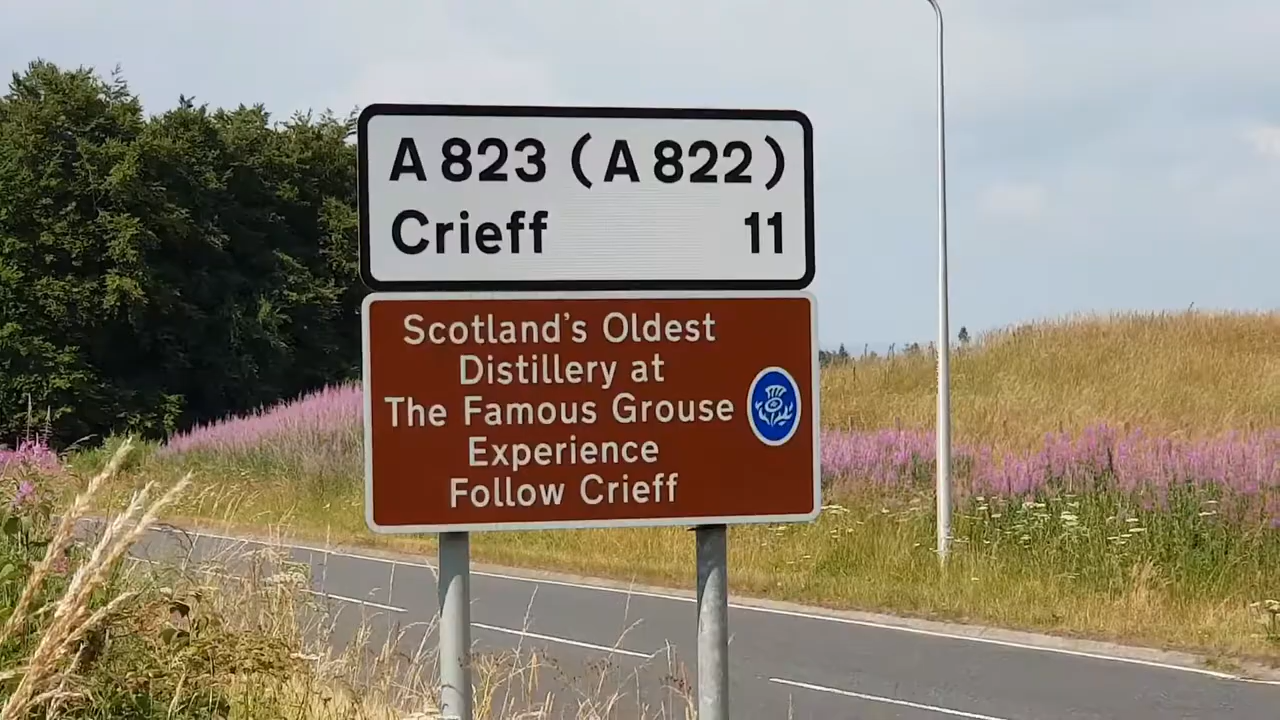 A 823 (A 822)
Crieff 11
Scotland's Oldest
Distillery at
The Famous Grouse
Experience
Follow Crieff